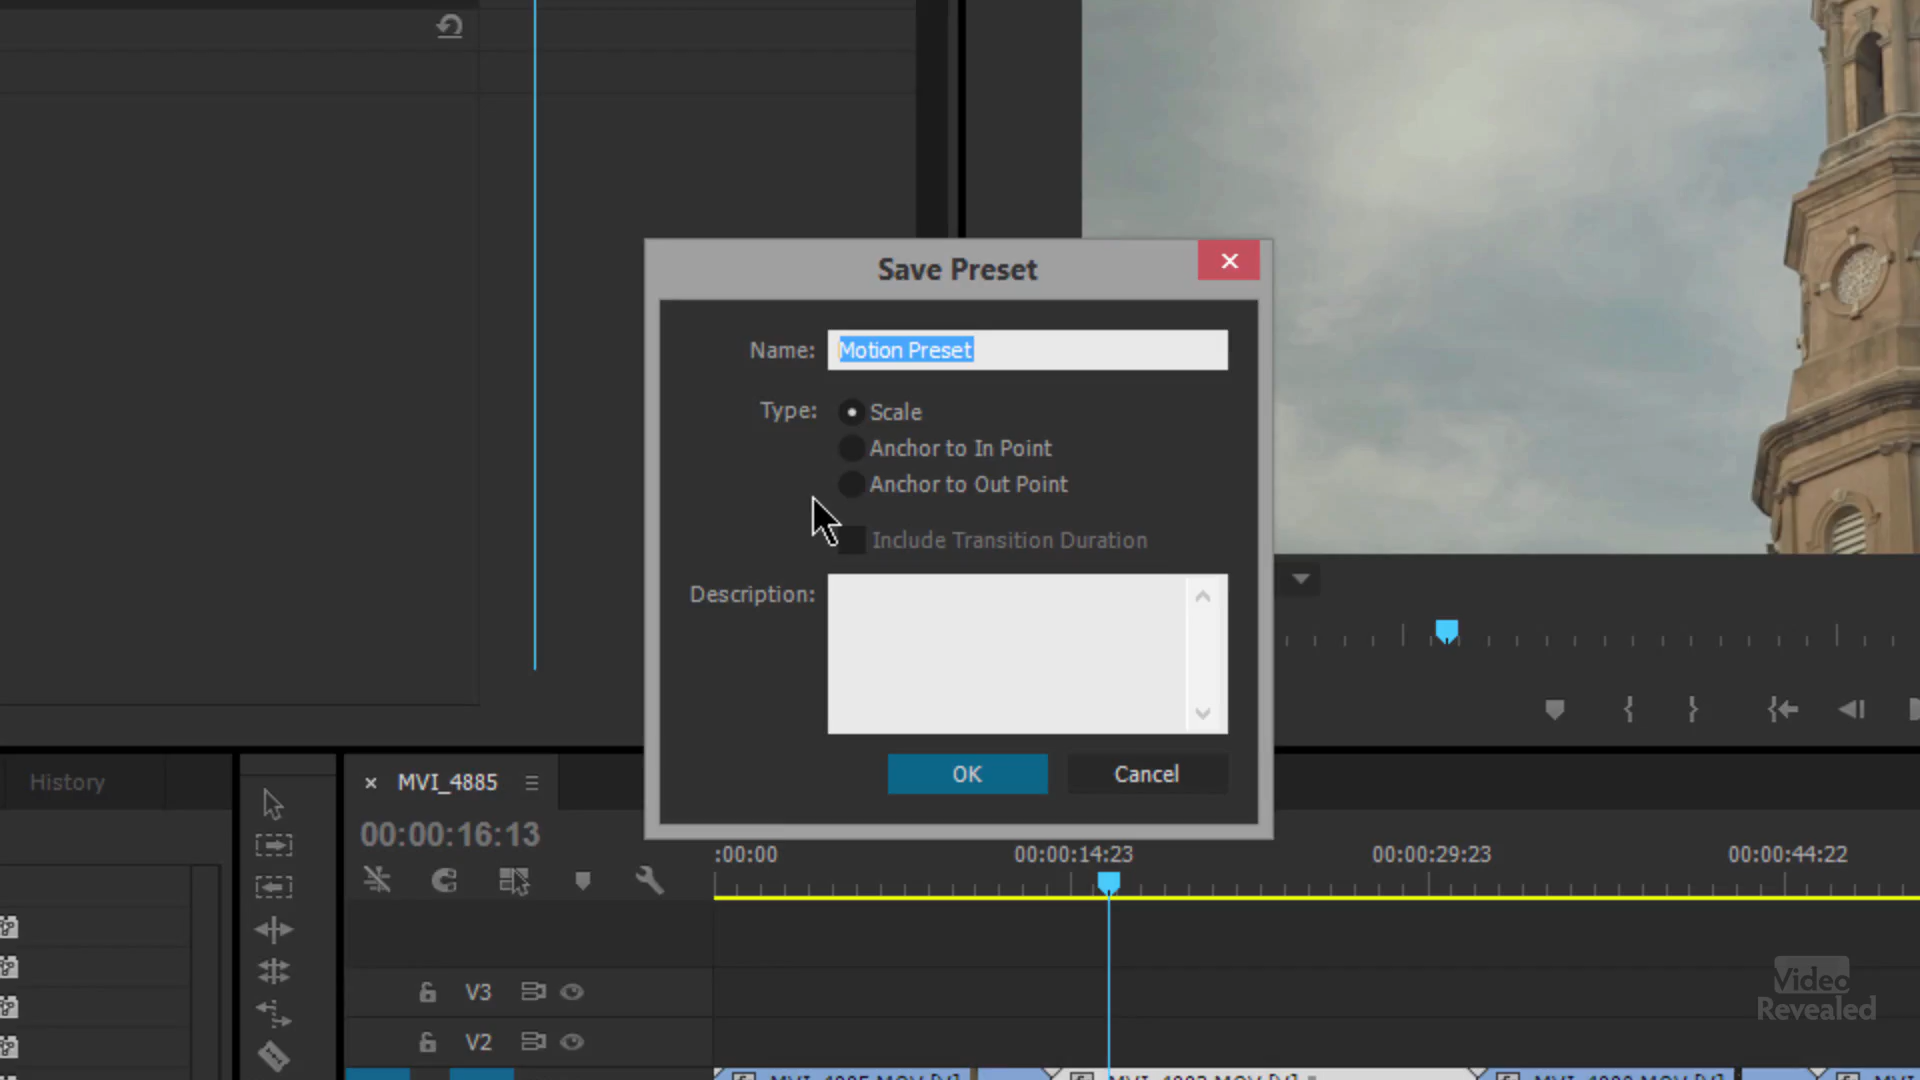 Save Preset
Name: Motion Preset
Type: Scale
Anchor to In Point
Anchor to Out Point
Include Transition Duration
Description:
OK Cancel
History
MVI_4885
00:00:16:13
:00:00 00:00:14:23 00:00:29:23 00:00:44:22
V3
V2
Video
Revealed